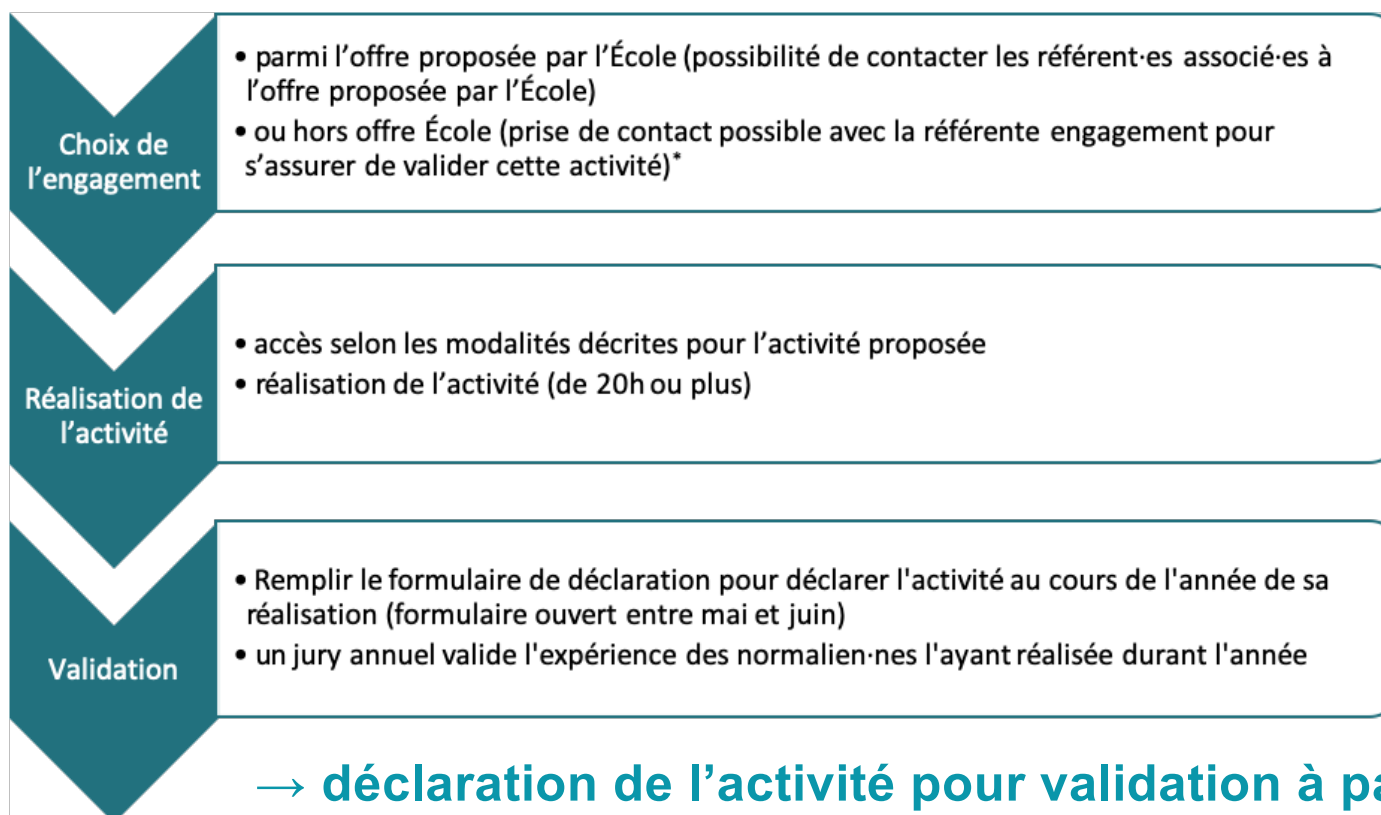 Choix de
l'engagement
• parmi l'offre proposée par l'École (possibilité de contacter les référent·es associé·es à
l'offre proposée par l'École)
• ou hors offre École (prise de contact possible avec la référente engagement pour
s'assurer de valider cette activité)*
Réalisation de
l'activité
• accès selon les modalités décrites pour l'activité proposée
• réalisation de l'activité (de 20h ou plus)
Validation
• Remplir le formulaire de déclaration pour déclarer l'activité au cours de l'année de sa
réalisation (formulaire ouvert entre mai et juin)
• un jury annuel valide l'expérience des normalien·nes l'ayant réalisée durant l'année
→ déclaration de l'activité pour validation à